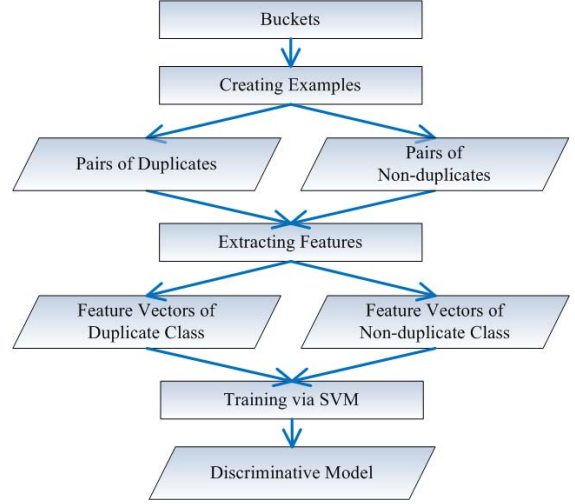 Buckets
Creating Examples
Pairs of Duplicates
Pairs of
Non-duplicates
Extracting Features
Feature Vectors of
Duplicate Class
Feature Vectors of
Non-duplicate Class
Training via SVM
Discriminative Model